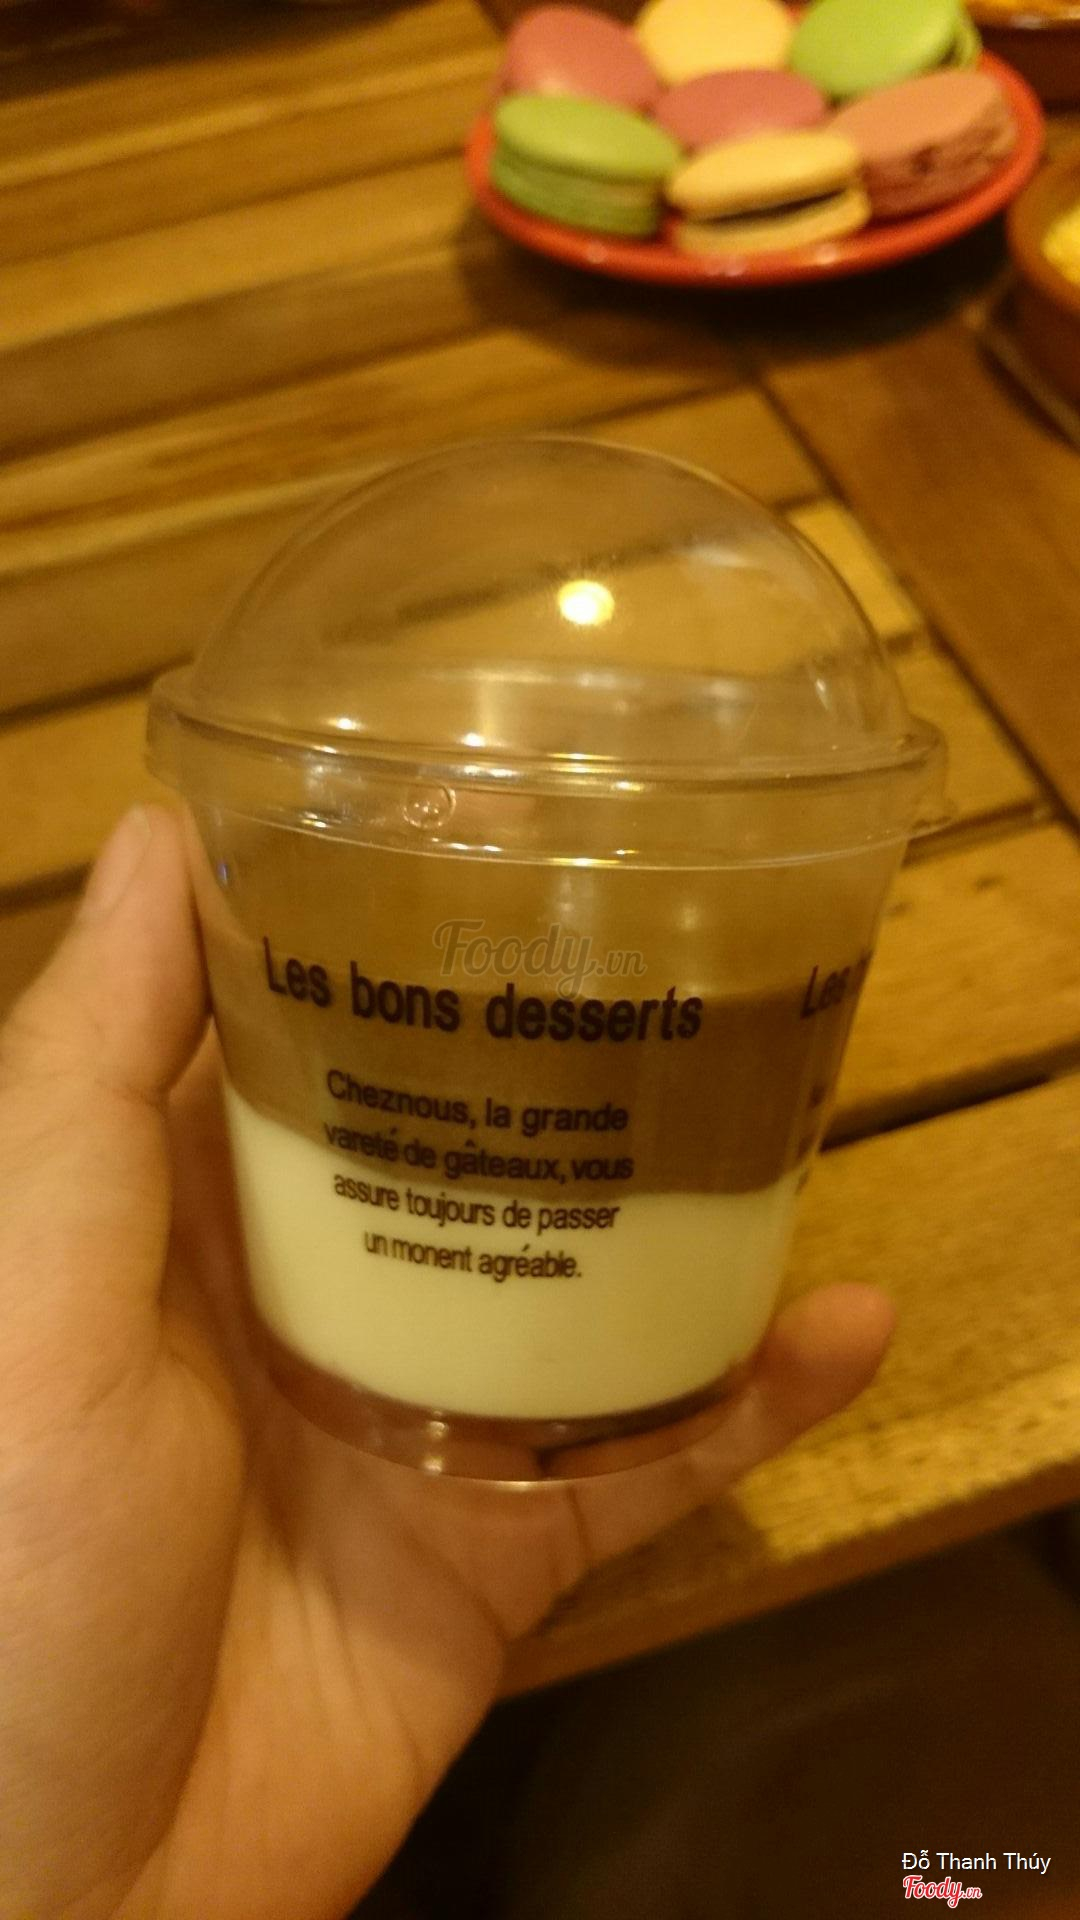 Foody.vn
Les bons desserts
Cheznous, la grande
vareté de gâteaux, vous
assure toujours de passer
un monent agréable.
Les
Đỗ Thanh Thúy
Foody.vn